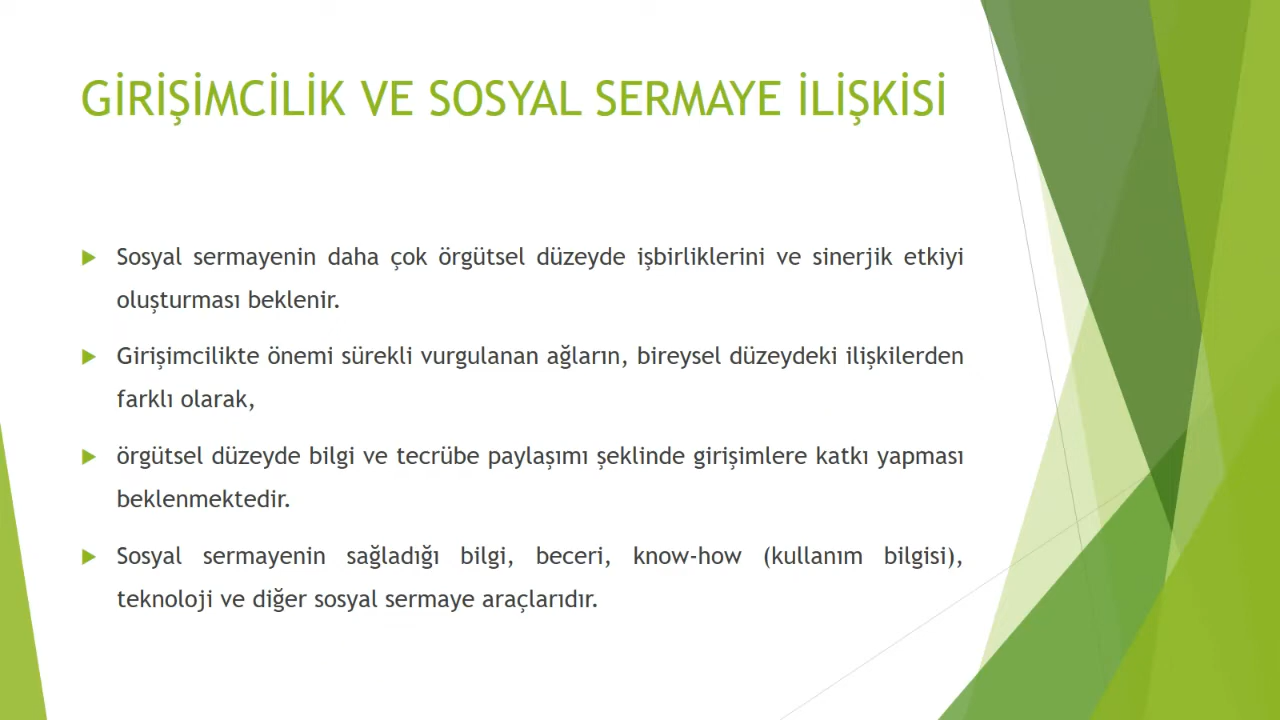 GİRİŞİMCİLİK VE SOSYAL SERMAYE İLİŞKİSİ
Sosyal sermayenin daha çok örgütsel düzeyde işbirliklerini ve sinerjik etkiyi
oluşturması beklenir.
Girişimcilikte önemi sürekli vurgulanan ağların, bireysel düzeydeki ilişkilerden
farklı olarak,
örgütsel düzeyde bilgi ve tecrübe paylaşımı şeklinde girişimlere katkı yapması
beklenmektedir.
Sosyal sermayenin sağladığı bilgi, beceri, know-how (kullanım bilgisi),
teknoloji ve diğer sosyal sermaye araçlarıdır.